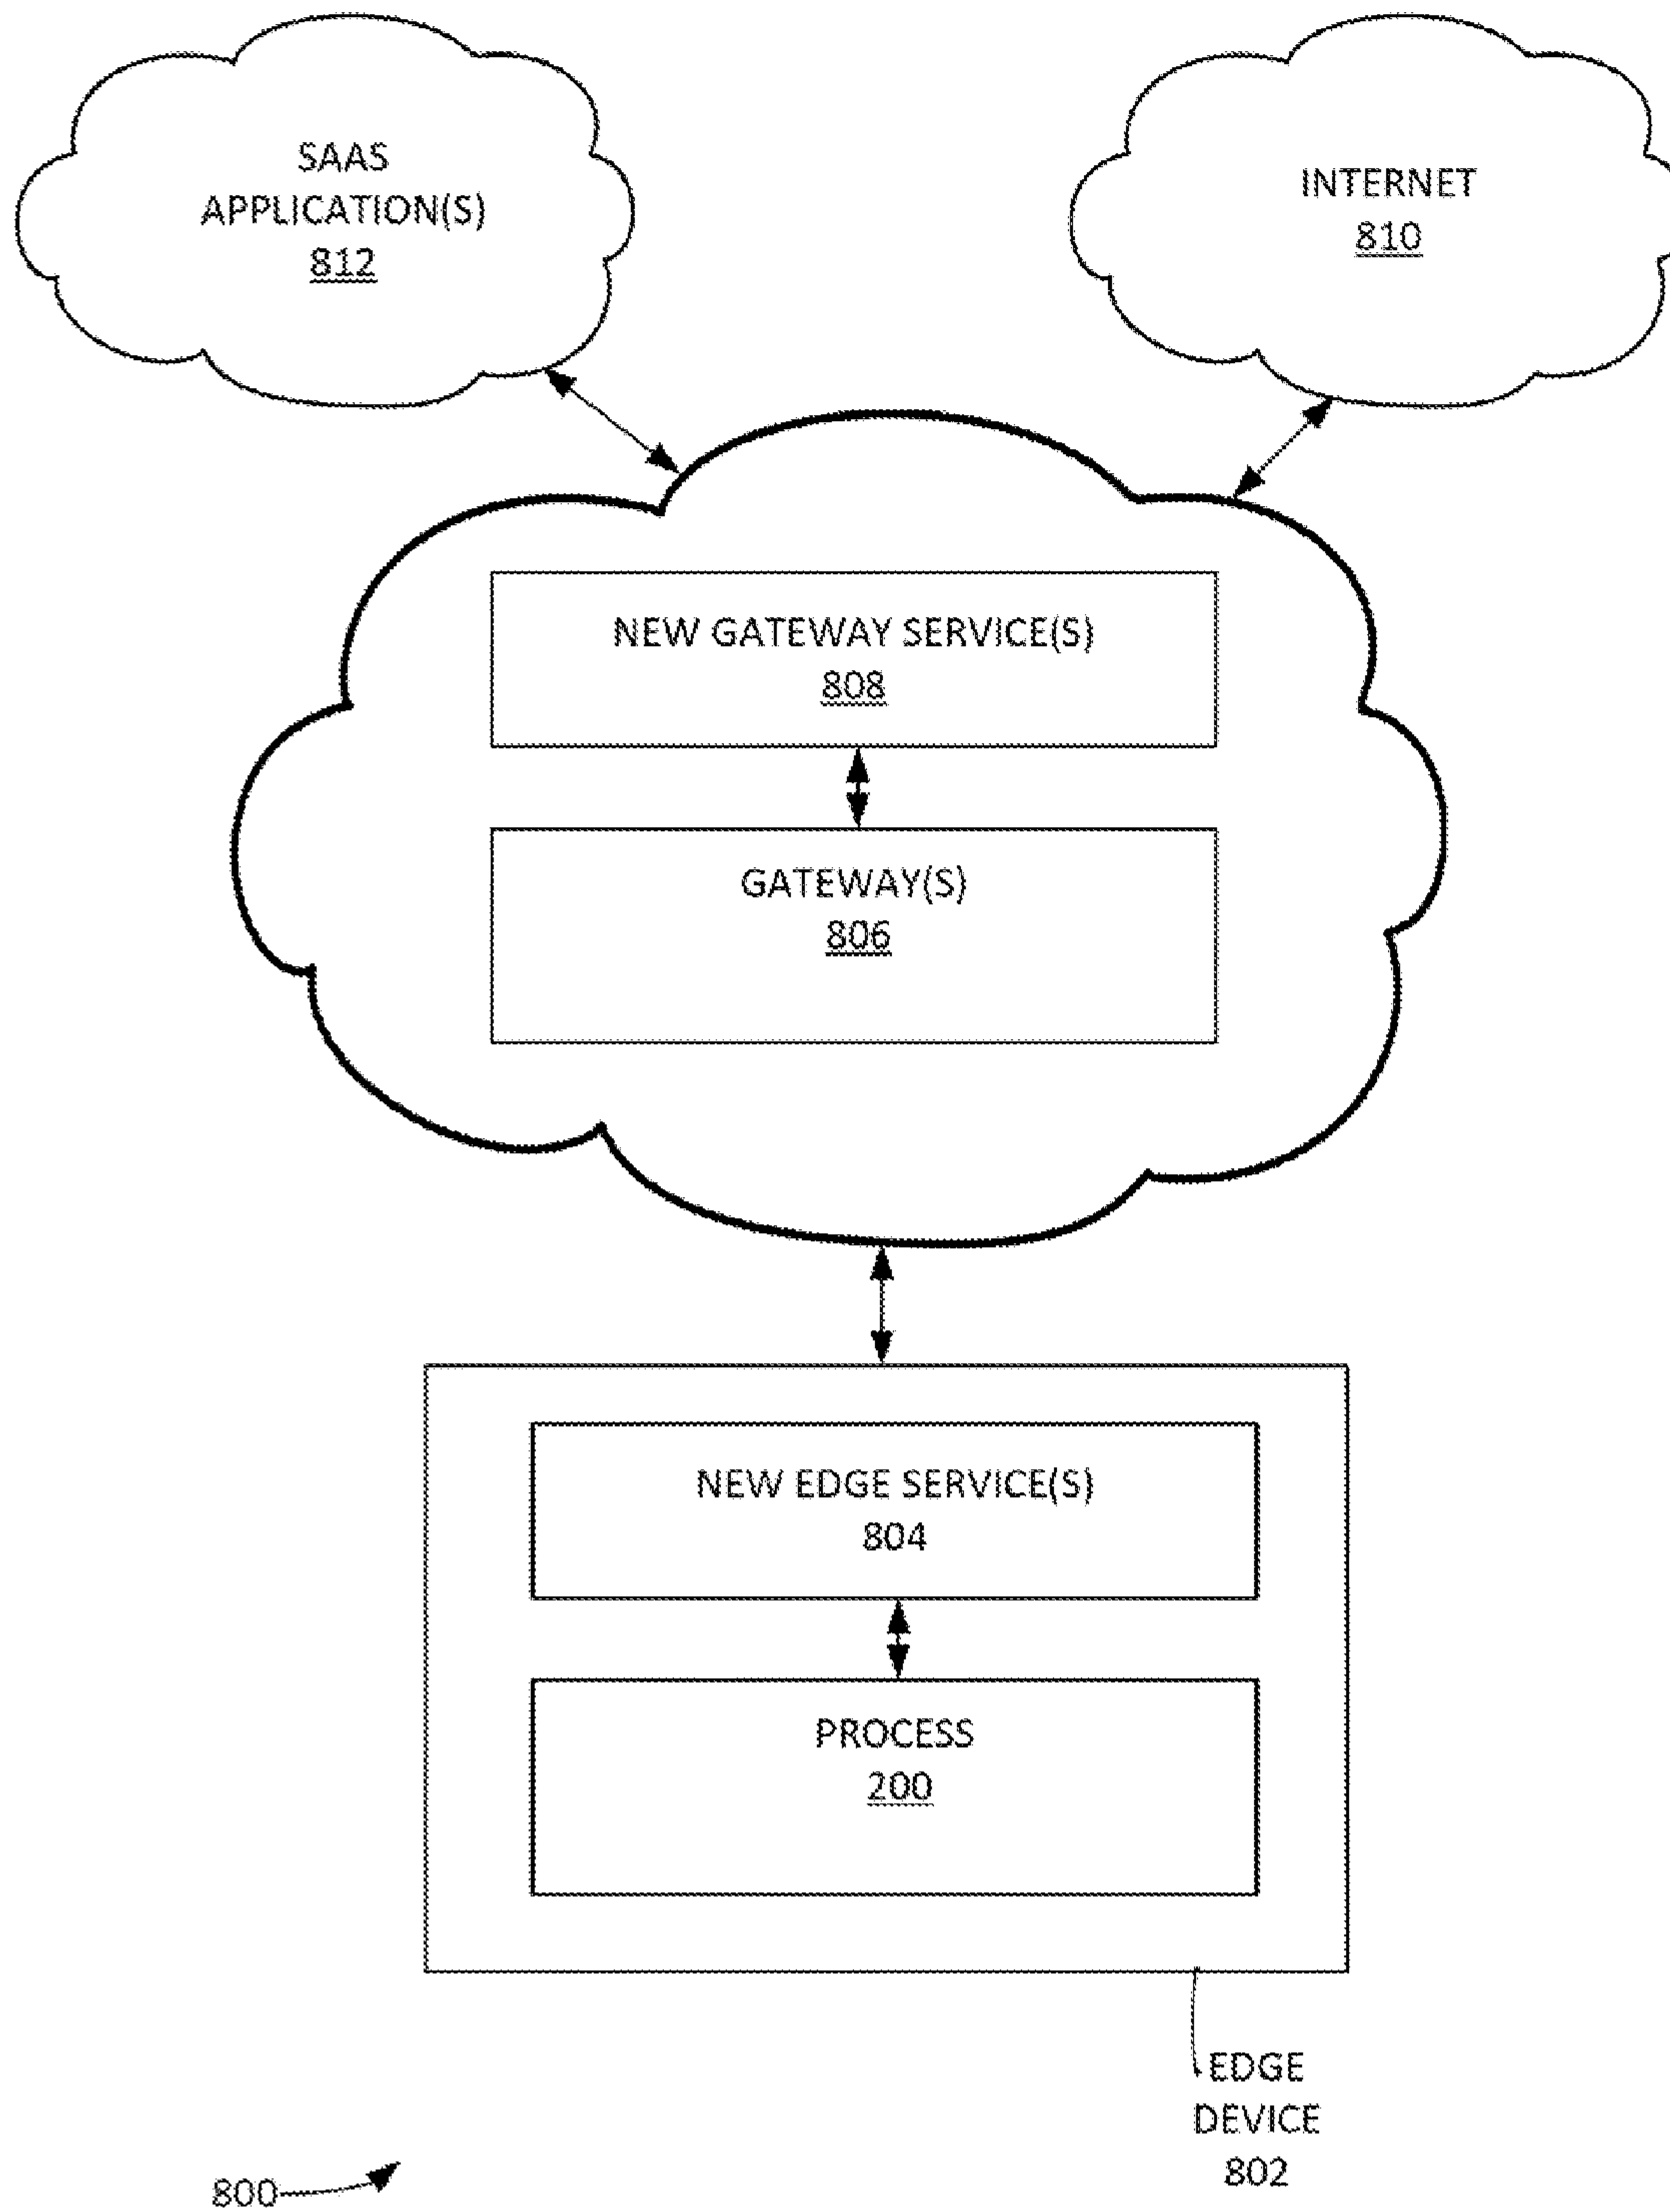 SAAS
APPLICATION(S)
812
INTERNET
810
NEW GATEWAY SERVICE(S)
808
GATEWAY(S)
806
NEW EDGE SERVICE(S)
804
PROCESS
200
EDGE
DEVICE
802
800